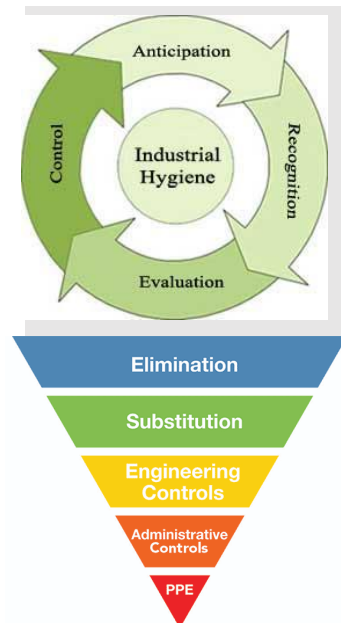 Anticipation
Recognition
Industrial
Hygiene
Control
Evaluation
Elimination
Substitution
Engineering
Controls
Administrative
Controls
PPE